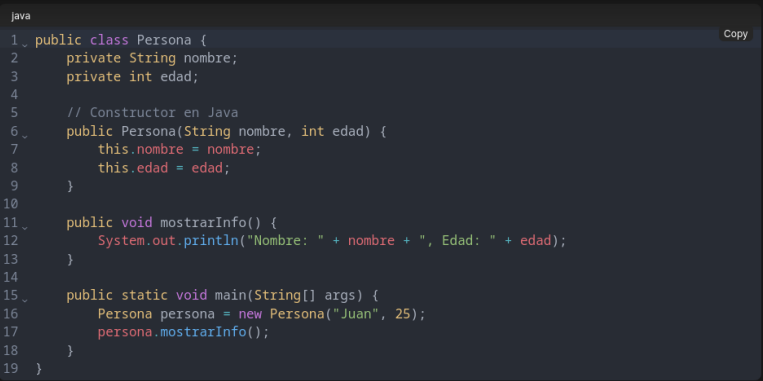 java
Copy
1 public class Persona {
2     private String nombre;
3     private int edad;
4
5     // Constructor en Java
6     public Persona(String nombre, int edad) {
7         this.nombre = nombre;
8         this.edad = edad;
9     }
10
11     public void mostrarInfo() {
12         System.out.println("Nombre: " + nombre + ", Edad: " + edad);
13     }
14
15     public static void main(String[] args) {
16         Persona persona = new Persona("Juan", 25);
17         persona.mostrarInfo();
18     }
19 }